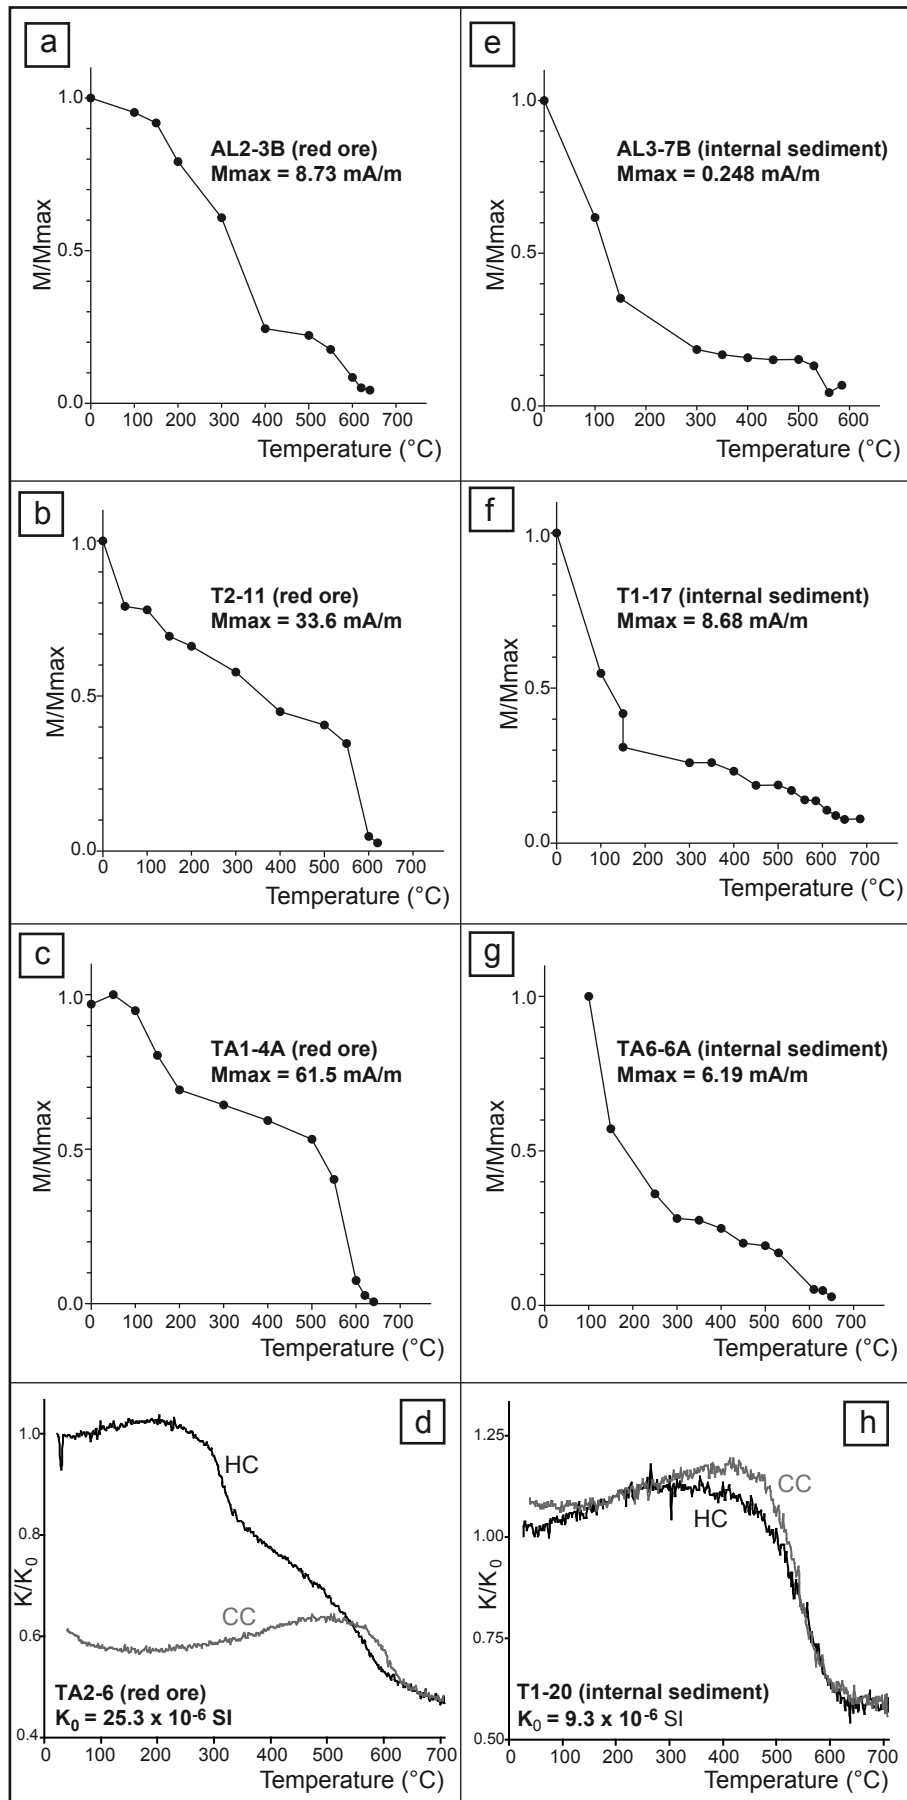 a
1.0
AL2-3B (red ore)
Mmax = 8.73 mA/m
M/Mmax
0.5
0.0
0 100 200 300 400 500 600 700
Temperature (°C)
e
1.0
AL3-7B (internal sediment)
Mmax = 0.248 mA/m
M/Mmax
0.5
0.0
0 100 200 300 400 500 600
Temperature (°C)
b
1.0
T2-11 (red ore)
Mmax = 33.6 mA/m
M/Mmax
0.5
0.0
0 100 200 300 400 500 600 700
Temperature (°C)
f
1.0
T1-17 (internal sediment)
Mmax = 8.68 mA/m
M/Mmax
0.5
0.0
0 100 200 300 400 500 600 700
Temperature (°C)
c
1.0
TA1-4A (red ore)
Mmax = 61.5 mA/m
M/Mmax
0.5
0.0
0 100 200 300 400 500 600 700
Temperature (°C)
g
1.0
TA6-6A (internal sediment)
Mmax = 6.19 mA/m
M/Mmax
0.5
0.0
0 100 200 300 400 500 600 700
Temperature (°C)
d
1.0
HC
0.8
K/K₀
CC
0.6
TA2-6 (red ore)
K₀ = 25.3 x 10⁻⁶ SI
0.4
0 100 200 300 400 500 600 700
Temperature (°C)
h
1.25
CC
HC
1.00
K/K₀
0.75
T1-20 (internal sediment)
K₀ = 9.3 x 10⁻⁶ SI
0.50
0 100 200 300 400 500 600 700
Temperature (°C)